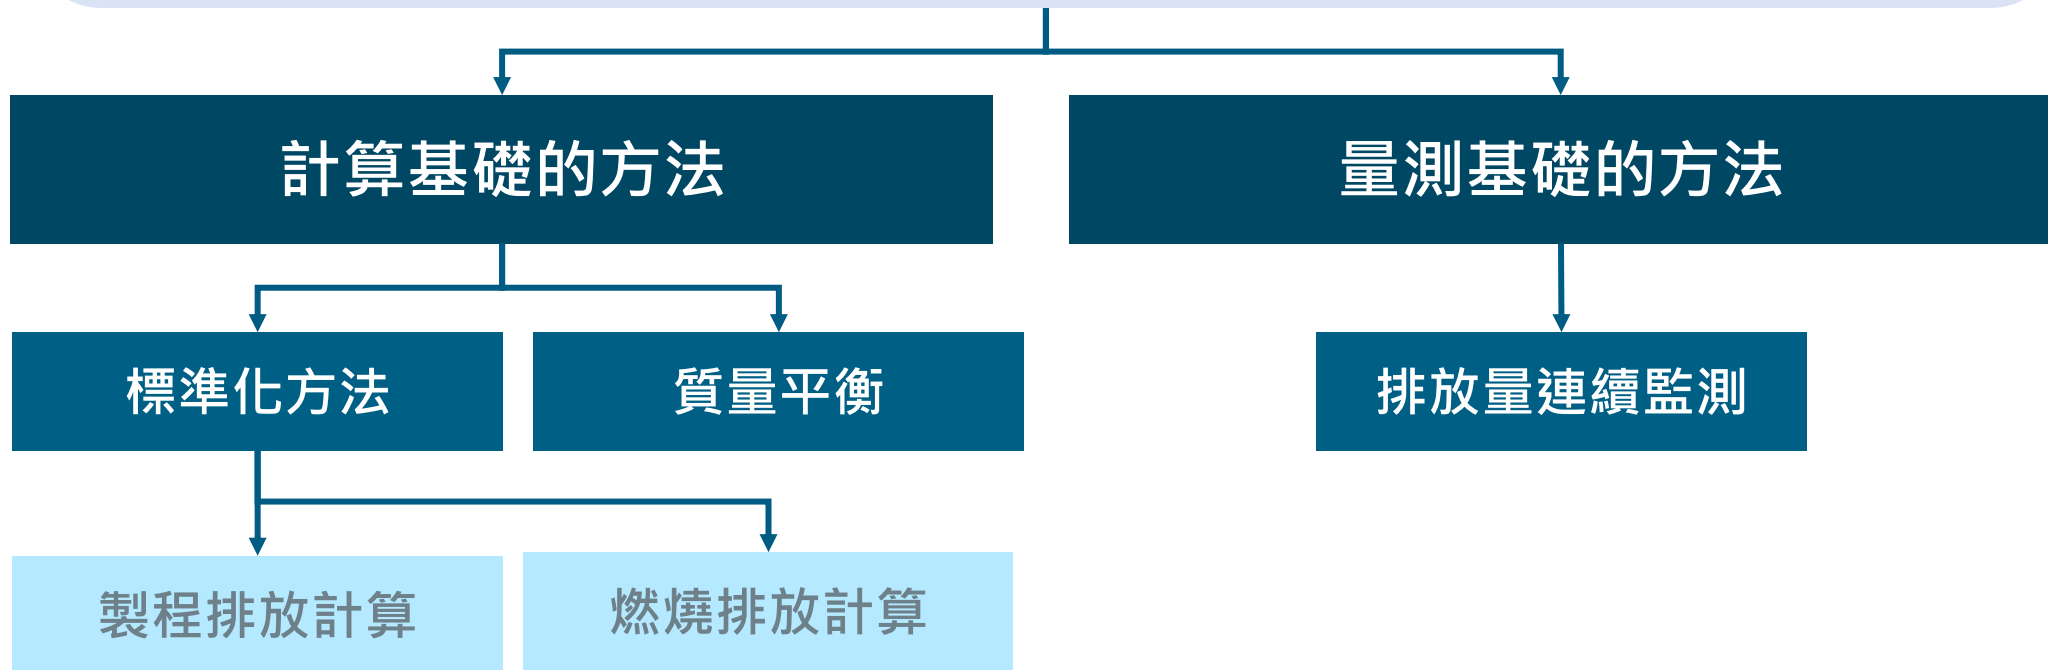 計算基礎的方法
量測基礎的方法
標準化方法
質量平衡
排放量連續監測
製程排放計算
燃燒排放計算